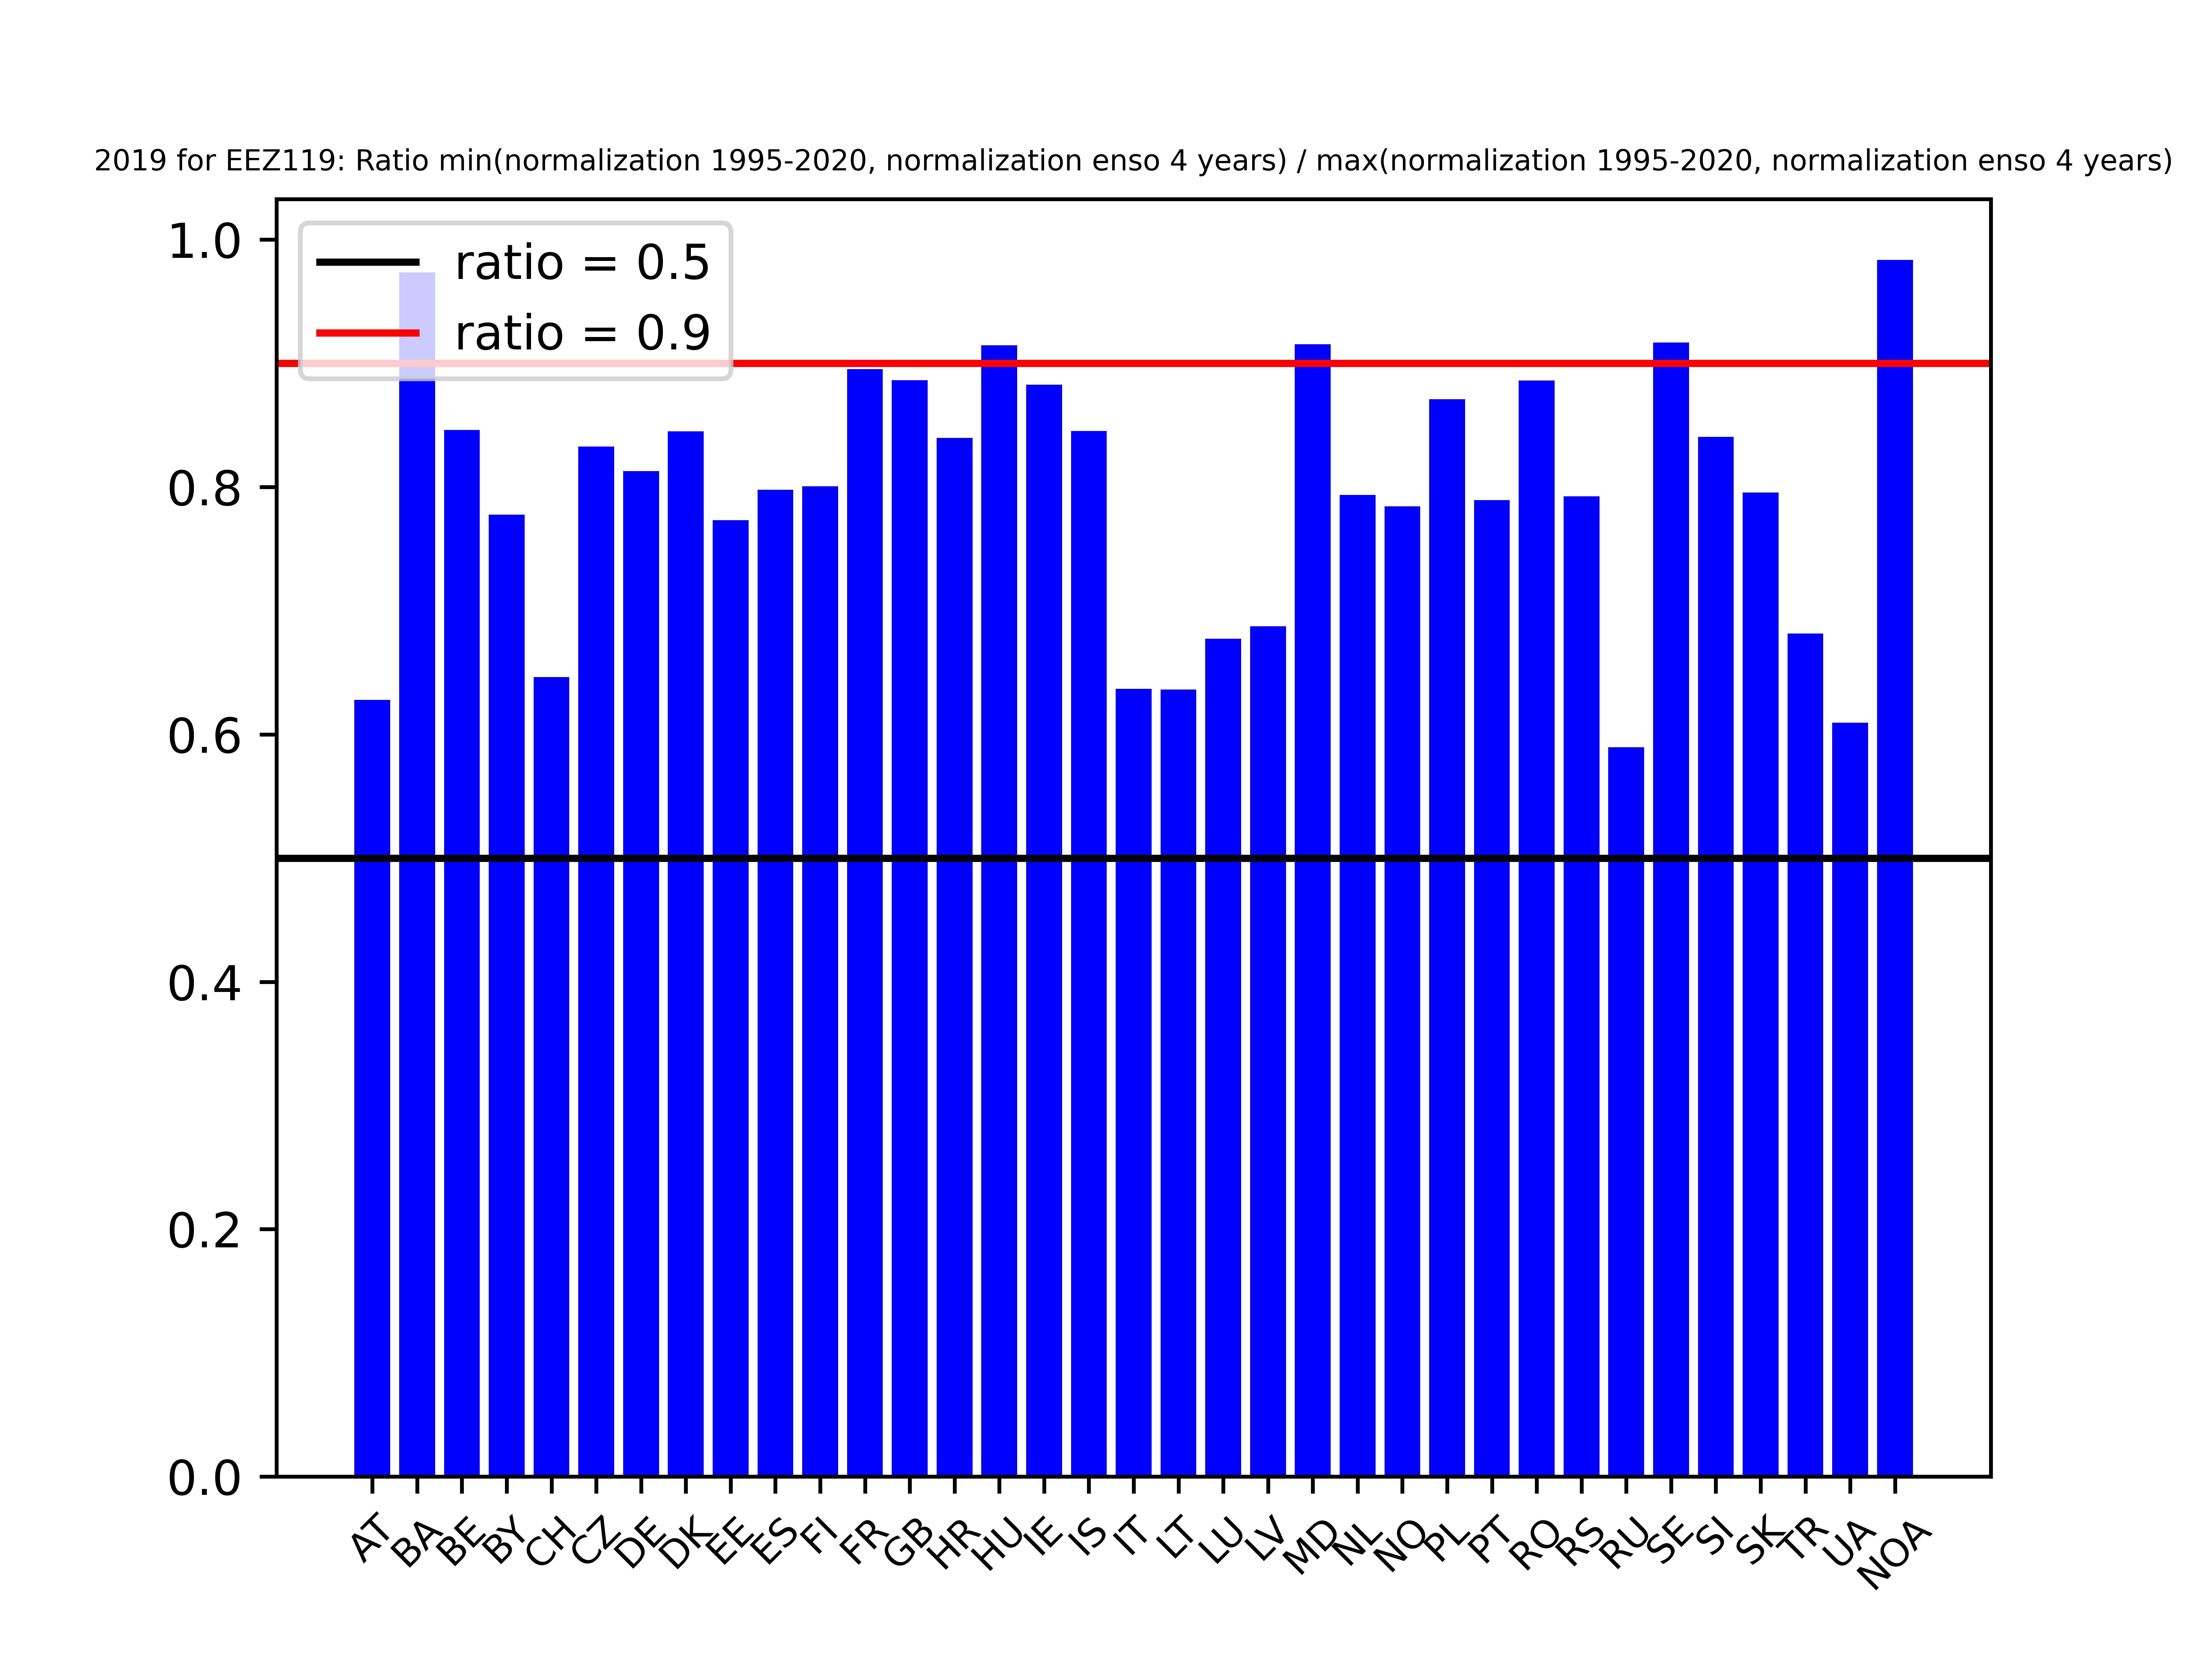 2019 for EEZ119: Ratio min(normalization 1995-2020, normalization enso 4 years) / max(normalization 1995-2020, normalization enso 4 years)
ratio = 0.5
ratio = 0.9
1.0
0.8
0.6
0.4
0.2
0.0
AT BA BE BY CH CZ DE DK EE ES FI FR GB HR HU IE IS IT LT LU LV MD NL NO PL PT RO RS RU SE SI SK TR UA NOA